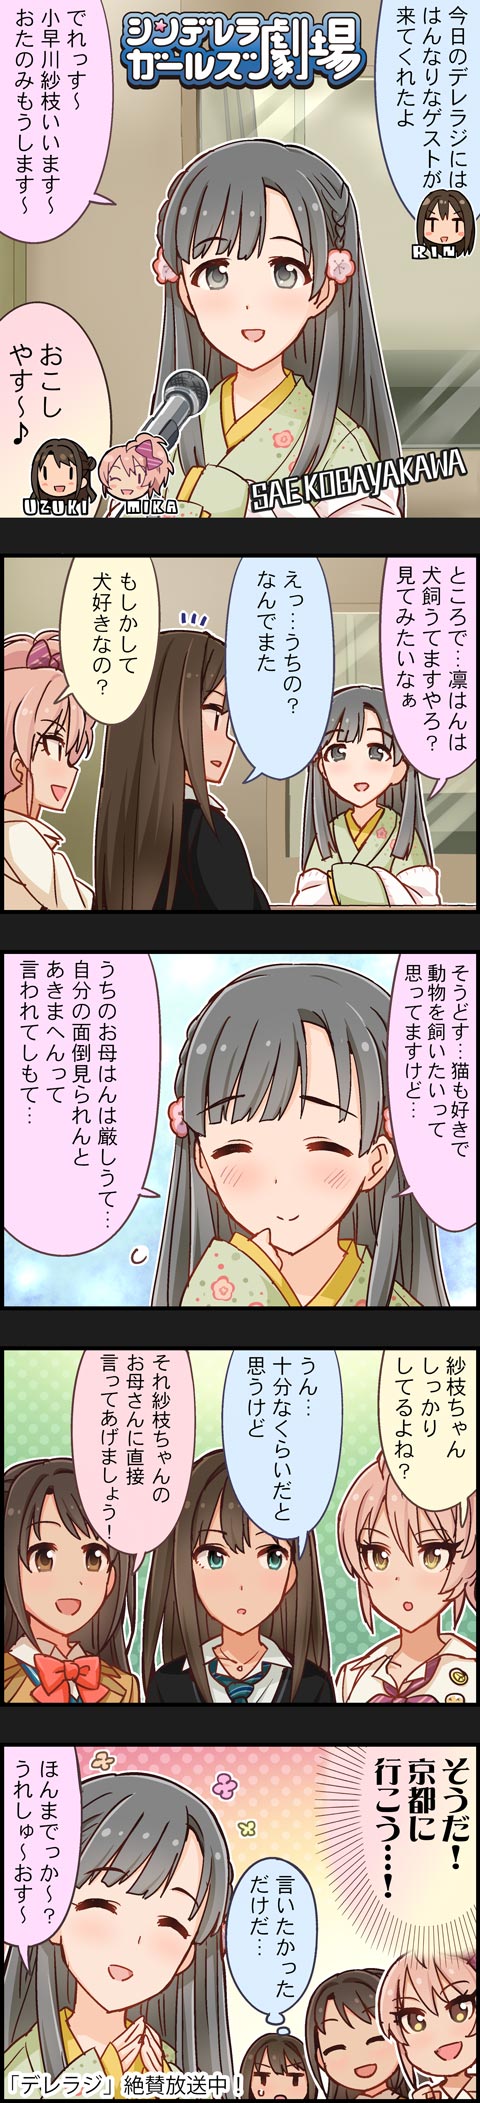 シンデレラ
ガールズ劇場
今日のデレラジには
はんなりなゲストが
来てくれたよ
RIN
でれっす～
小早川紗枝いいます～
おたのみもうします～
おこし
やす～♪
UZUKI
MIKA
SAE KOBAYAKAWA
ところで…凛はんは
犬飼うてますやろ？
見てみたいなぁ
えっ…うちの？
なんでまた
もしかして
犬好きなの？
そうどす…猫も好きで
動物を飼いたいって
思ってますけど…
うちのお母はんは厳しうて…
自分の面倒見られんと
あきまへんって
言われてしもて…
紗枝ちゃん
しっかり
してるよね？
うん…
十分なくらいだと
思うけど
それ紗枝ちゃんの
お母さんに直接
言ってあげましょう！
そうだ！
京都に
行こう…！
言いたかった
だけだ…
ほんまでっか～？
うれしゅ～おす～
「デレラジ」絶賛放送中！